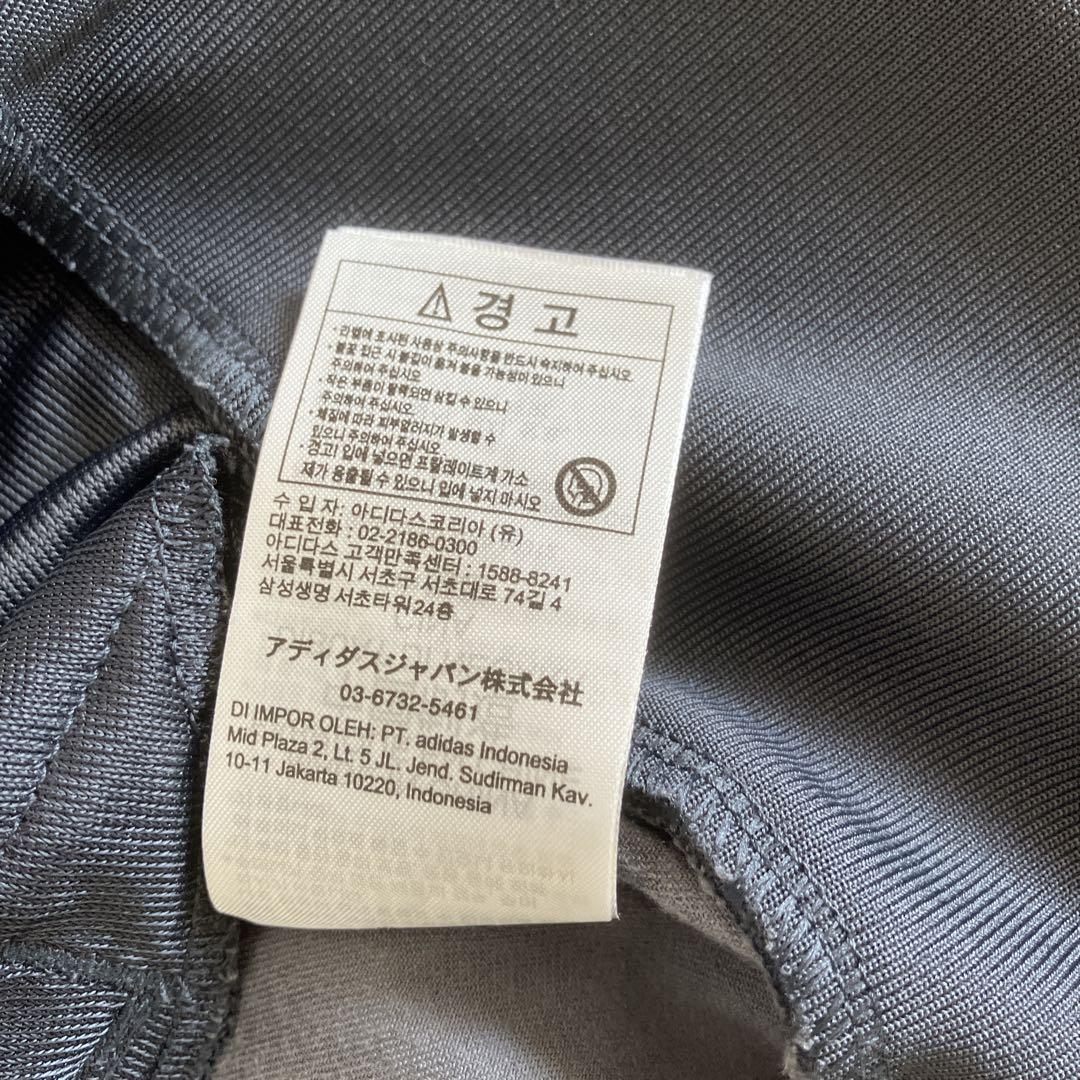 ⚠ 경 고
· 라벨에 표시된 사용상 주의사항을 반드시 숙지하여 주십시오
· 불꽃 접근 시 불길이 옮겨 붙을 가능성이 있으니
주의하여 주십시오
· 작은 부품이 탈락되면 삼킬 수 있으니
주의하여 주십시오
· 체질에 따라 피부알러지가 발생할 수
있으니 주의하여 주십시오
· 경고! 입에 넣으면 프탈레이트계 가소
제가 용출될 수 있으니 입에 넣지 마시오
수 입 자: 아디다스코리아 (유)
대표전화 : 02-2186-0300
아디다스 고객만족센터 : 1588-8241
서울특별시 서초구 서초대로 74길 4
삼성생명 서초타워24층
アディダスジャパン株式会社
03-6732-5461
DI IMPOR OLEH: PT. adidas Indonesia
Mid Plaza 2, Lt. 5 JL. Jend. Sudirman Kav.
10-11 Jakarta 10220, Indonesia